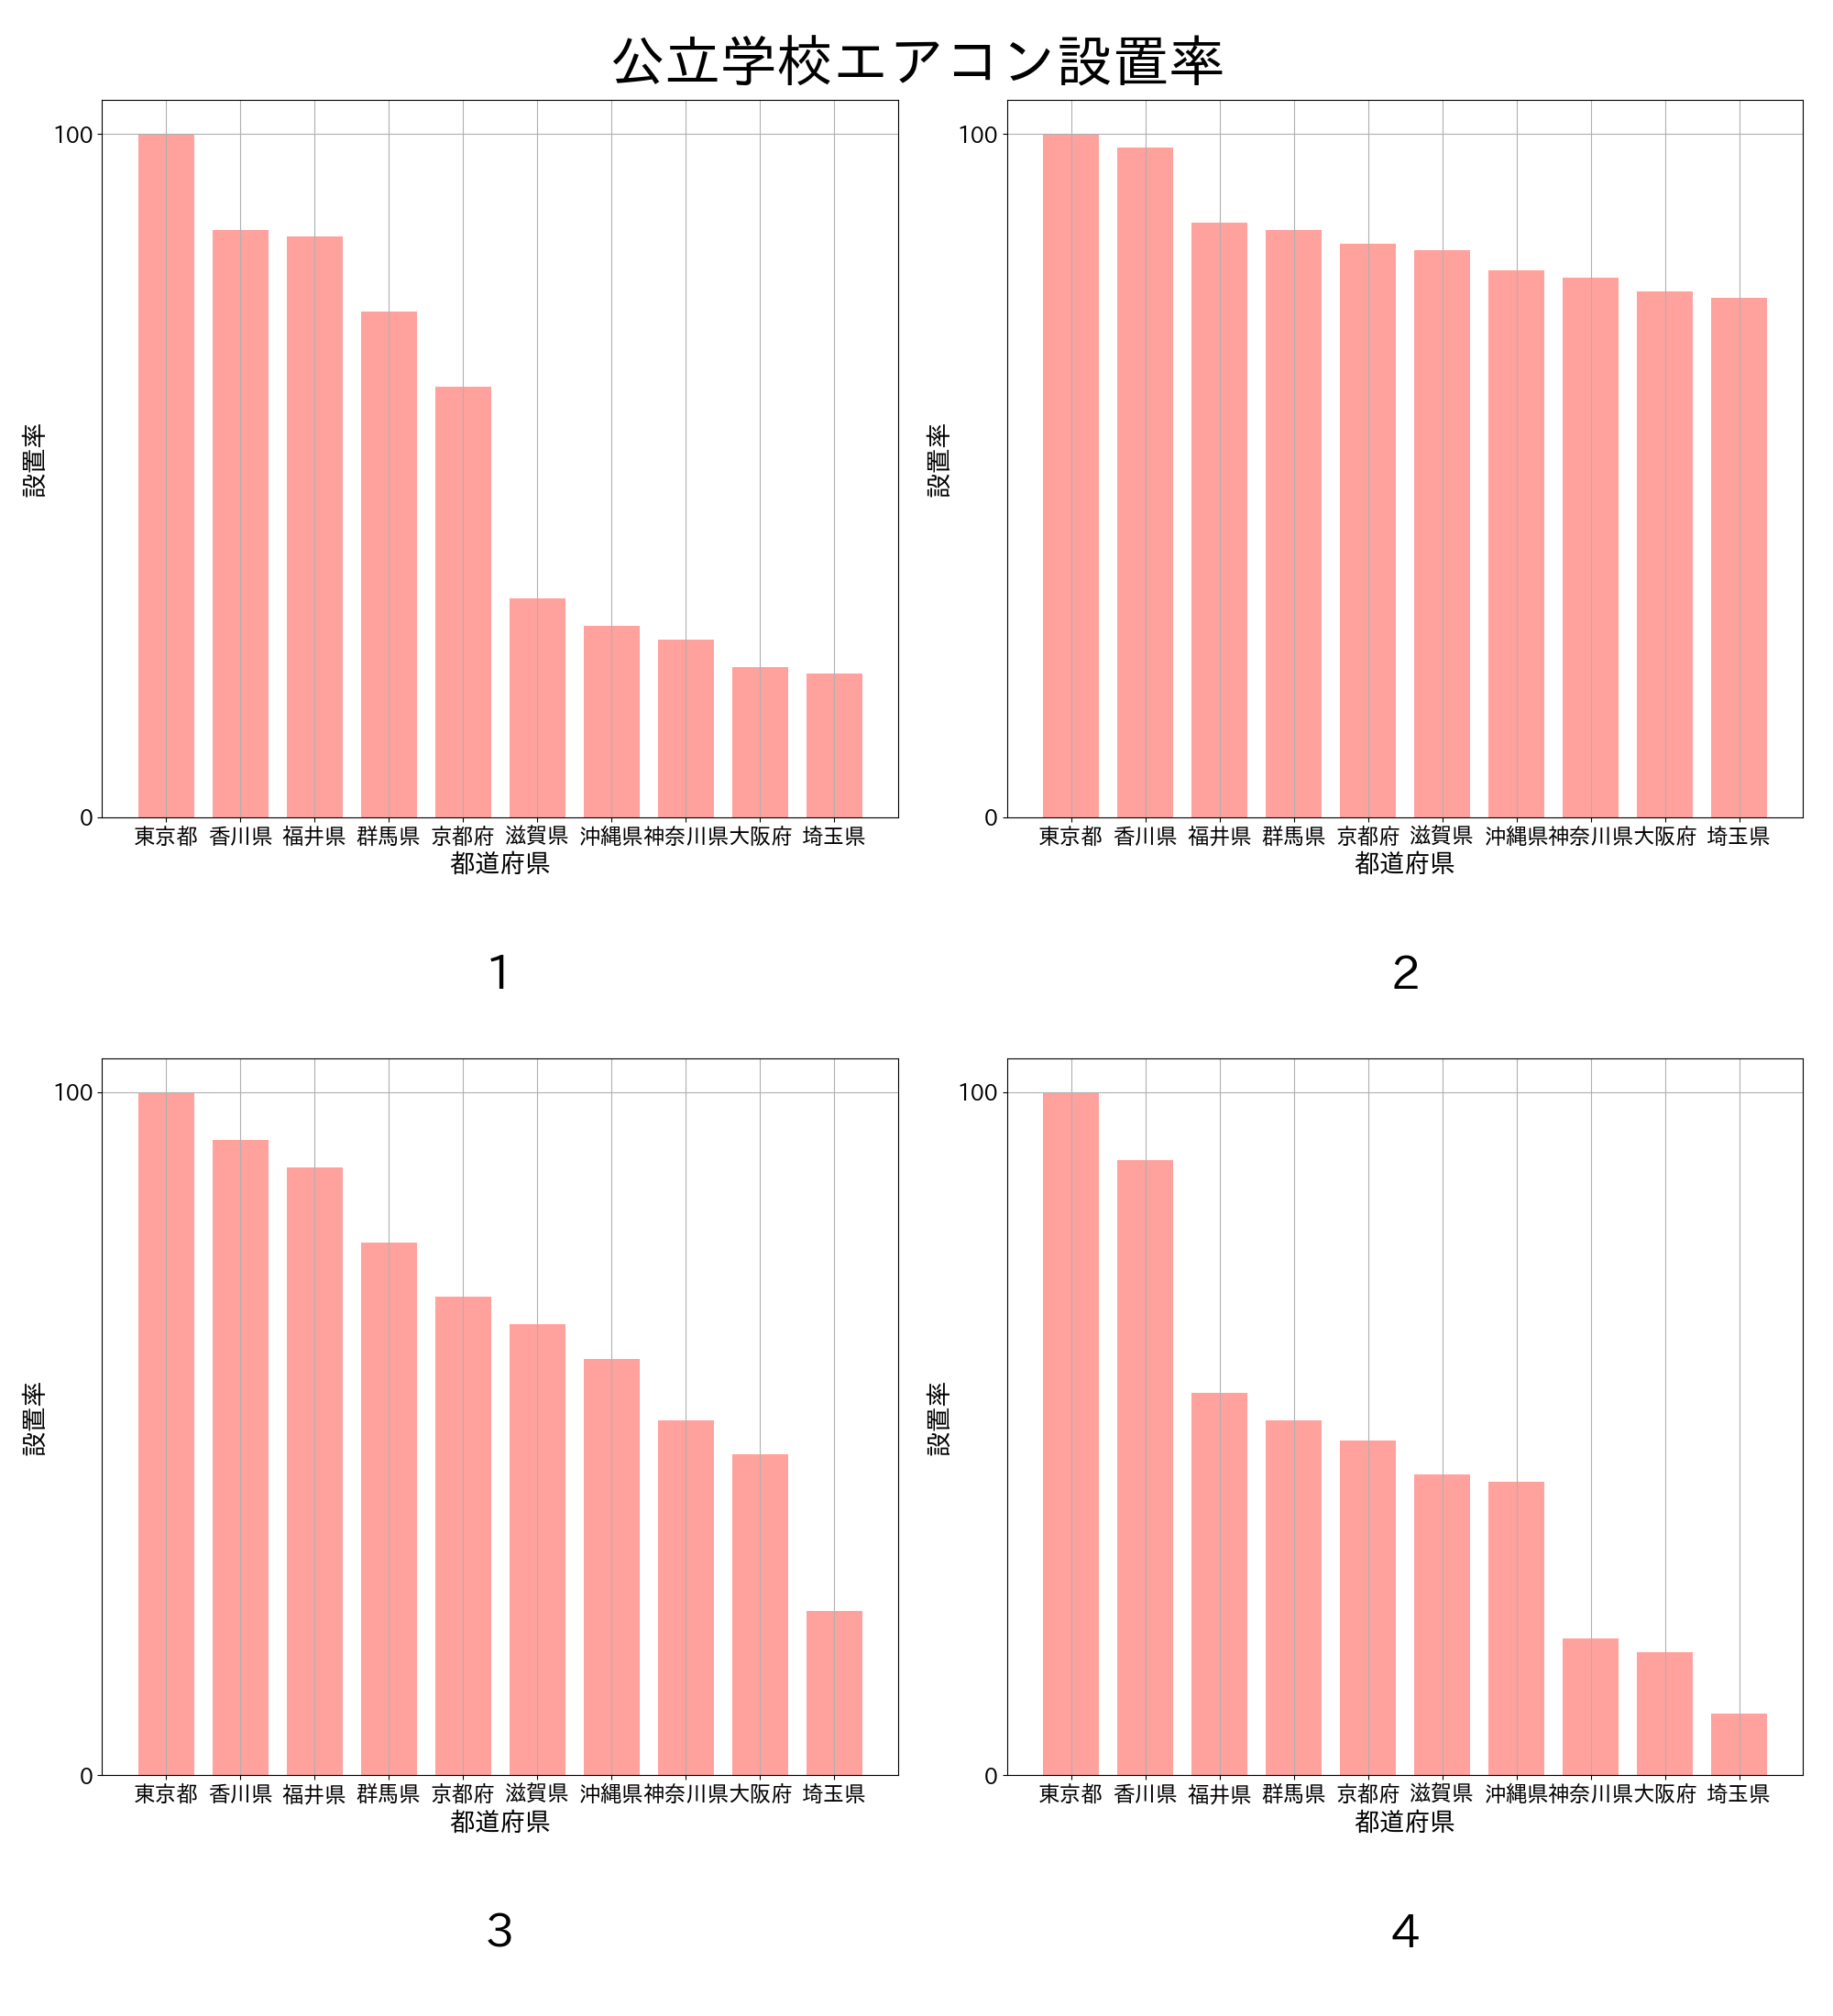 公立学校エアコン設置率
100
0
設置率
東京都 香川県 福井県 群馬県 京都府 滋賀県 沖縄県 神奈川県 大阪府 埼玉県
都道府県
1
100
0
設置率
東京都 香川県 福井県 群馬県 京都府 滋賀県 沖縄県 神奈川県 大阪府 埼玉県
都道府県
2
100
0
設置率
東京都 香川県 福井県 群馬県 京都府 滋賀県 沖縄県 神奈川県 大阪府 埼玉県
都道府県
3
100
0
設置率
東京都 香川県 福井県 群馬県 京都府 滋賀県 沖縄県 神奈川県 大阪府 埼玉県
都道府県
4